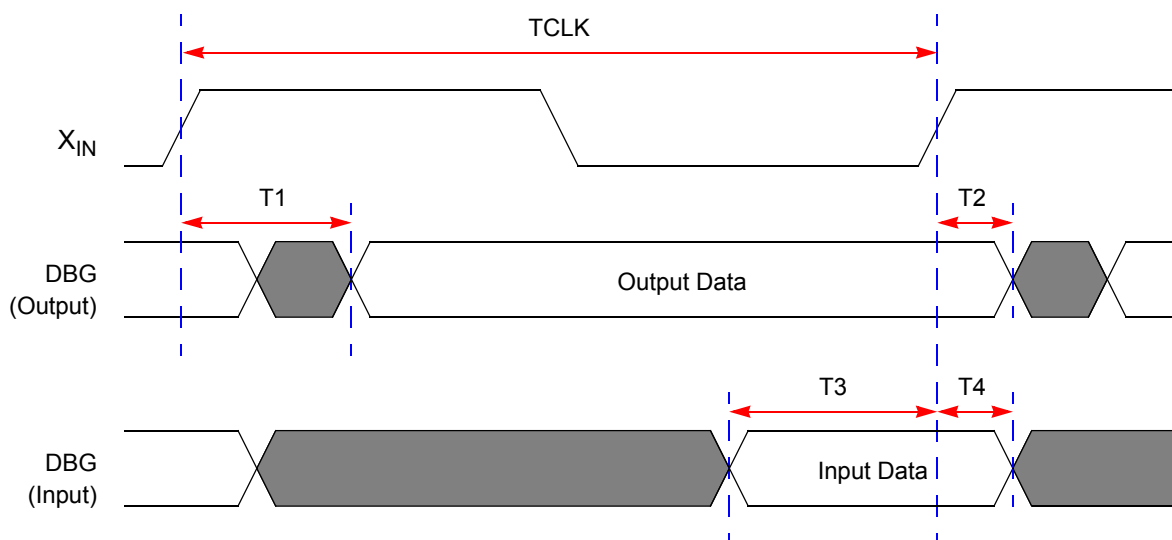 TCLK
XIN
T1
T2
DBG
(Output)
Output Data
T3
T4
DBG
(Input)
Input Data